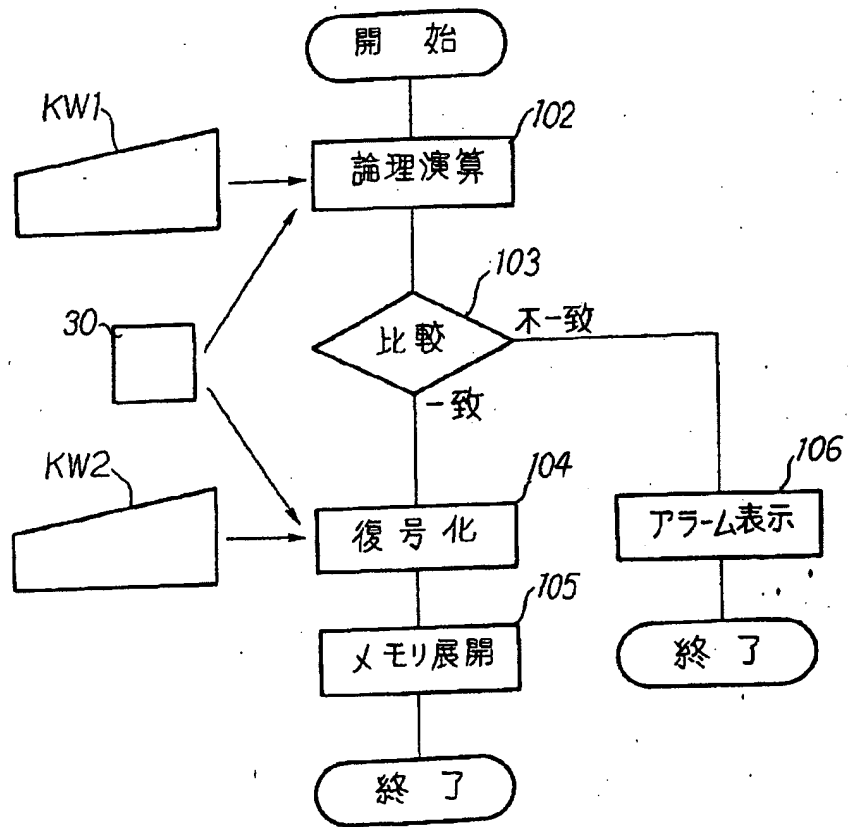 開始
KW1
102
論理演算
103
比較
不一致
30
一致
KW2
104
106
復号化
アラーム表示
105
メモリ展開
終了
終了